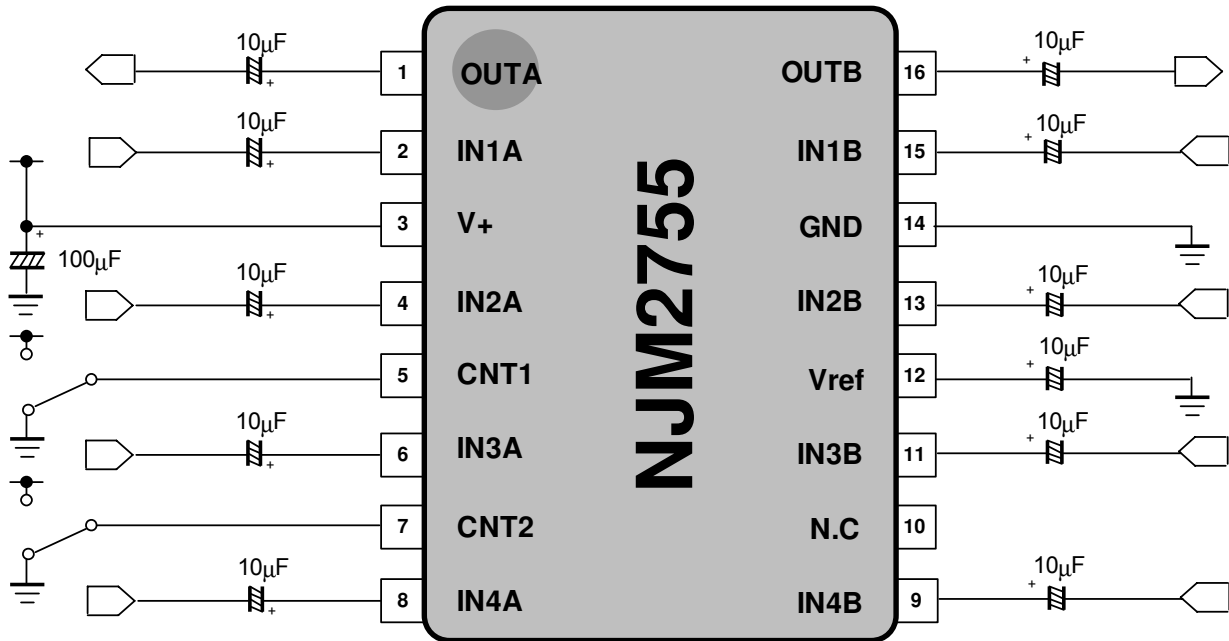 10µF
1 OUTA
OUTB 16
+ 10µF
10µF
2 IN1A
IN1B 15
+ 10µF
+
3 V+
GND 14
100µF
10µF
4 IN2A
IN2B 13
+ 10µF
5 CNT1
Vref 12
+ 10µF
10µF
6 IN3A
IN3B 11
+ 10µF
7 CNT2
N.C 10
10µF
8 IN4A
IN4B 9
+ 10µF
NJM2755